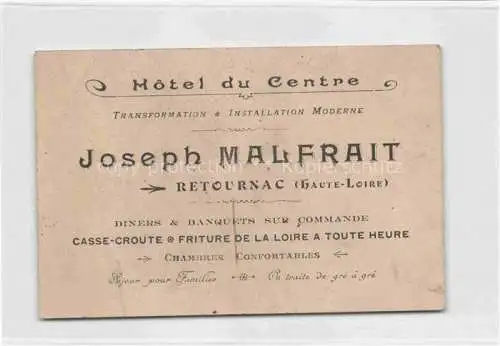 Hôtel du Centre
Transformation & Installation Moderne
Joseph MALFRAIT
RETOURNAC (Haute-Loire)
DINERS & BANQUETS SUR COMMANDE
CASSE-CROUTE & FRITURE DE LA LOIRE A TOUTE HEURE
Chambres Confortables
Séjour pour Familles On traite de gré à gré